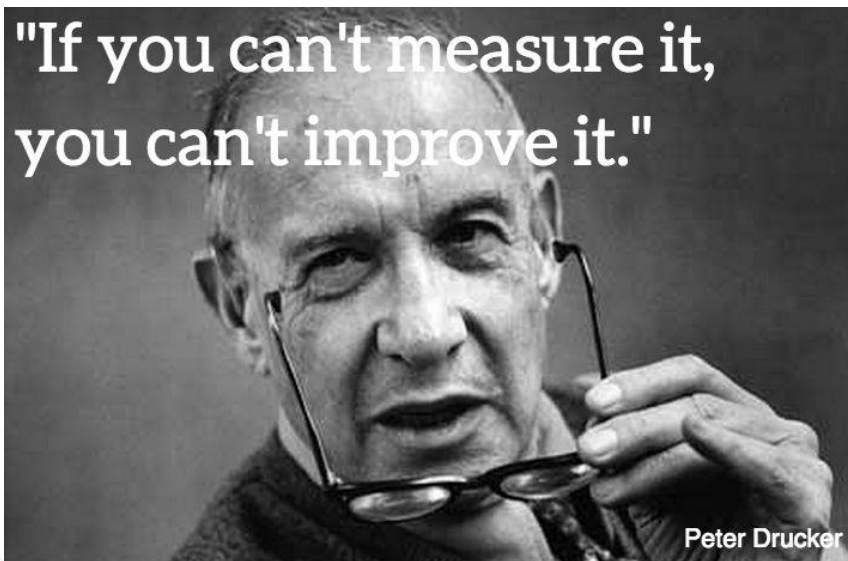 "If you can't measure it,
you can't improve it."
Peter Drucker